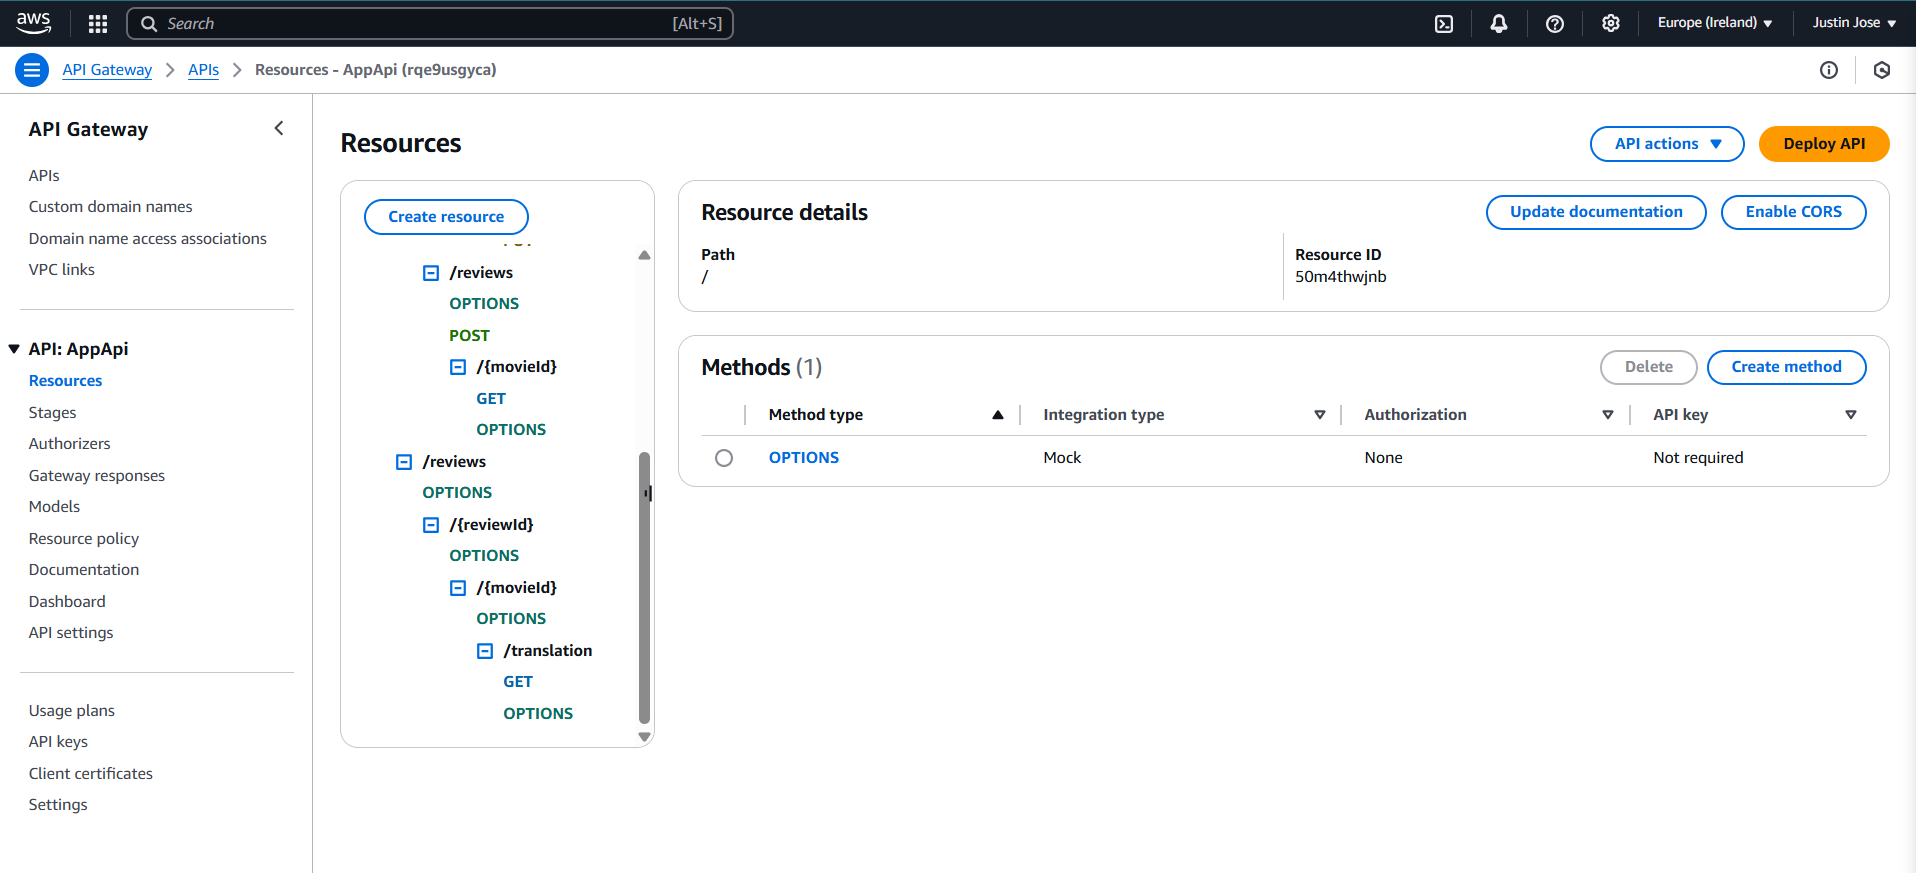 aws
Search
[Alt+S]
Europe (Ireland)
Justin Jose
API Gateway
APIs
Resources - AppApi (rqe9usgyca)
API Gateway
APIs
Custom domain names
Domain name access associations
VPC links
API: AppApi
Resources
Stages
Authorizers
Gateway responses
Models
Resource policy
Documentation
Dashboard
API settings
Usage plans
API keys
Client certificates
Settings
Resources
API actions
Deploy API
Create resource
/reviews
OPTIONS
POST
/{movieId}
GET
OPTIONS
/reviews
OPTIONS
/{reviewId}
OPTIONS
/{movieId}
OPTIONS
/translation
GET
OPTIONS
Resource details
Update documentation
Enable CORS
Path
/
Resource ID
50m4thwjnb
Methods (1)
Delete
Create method
Method type
Integration type
Authorization
API key
OPTIONS
Mock
None
Not required